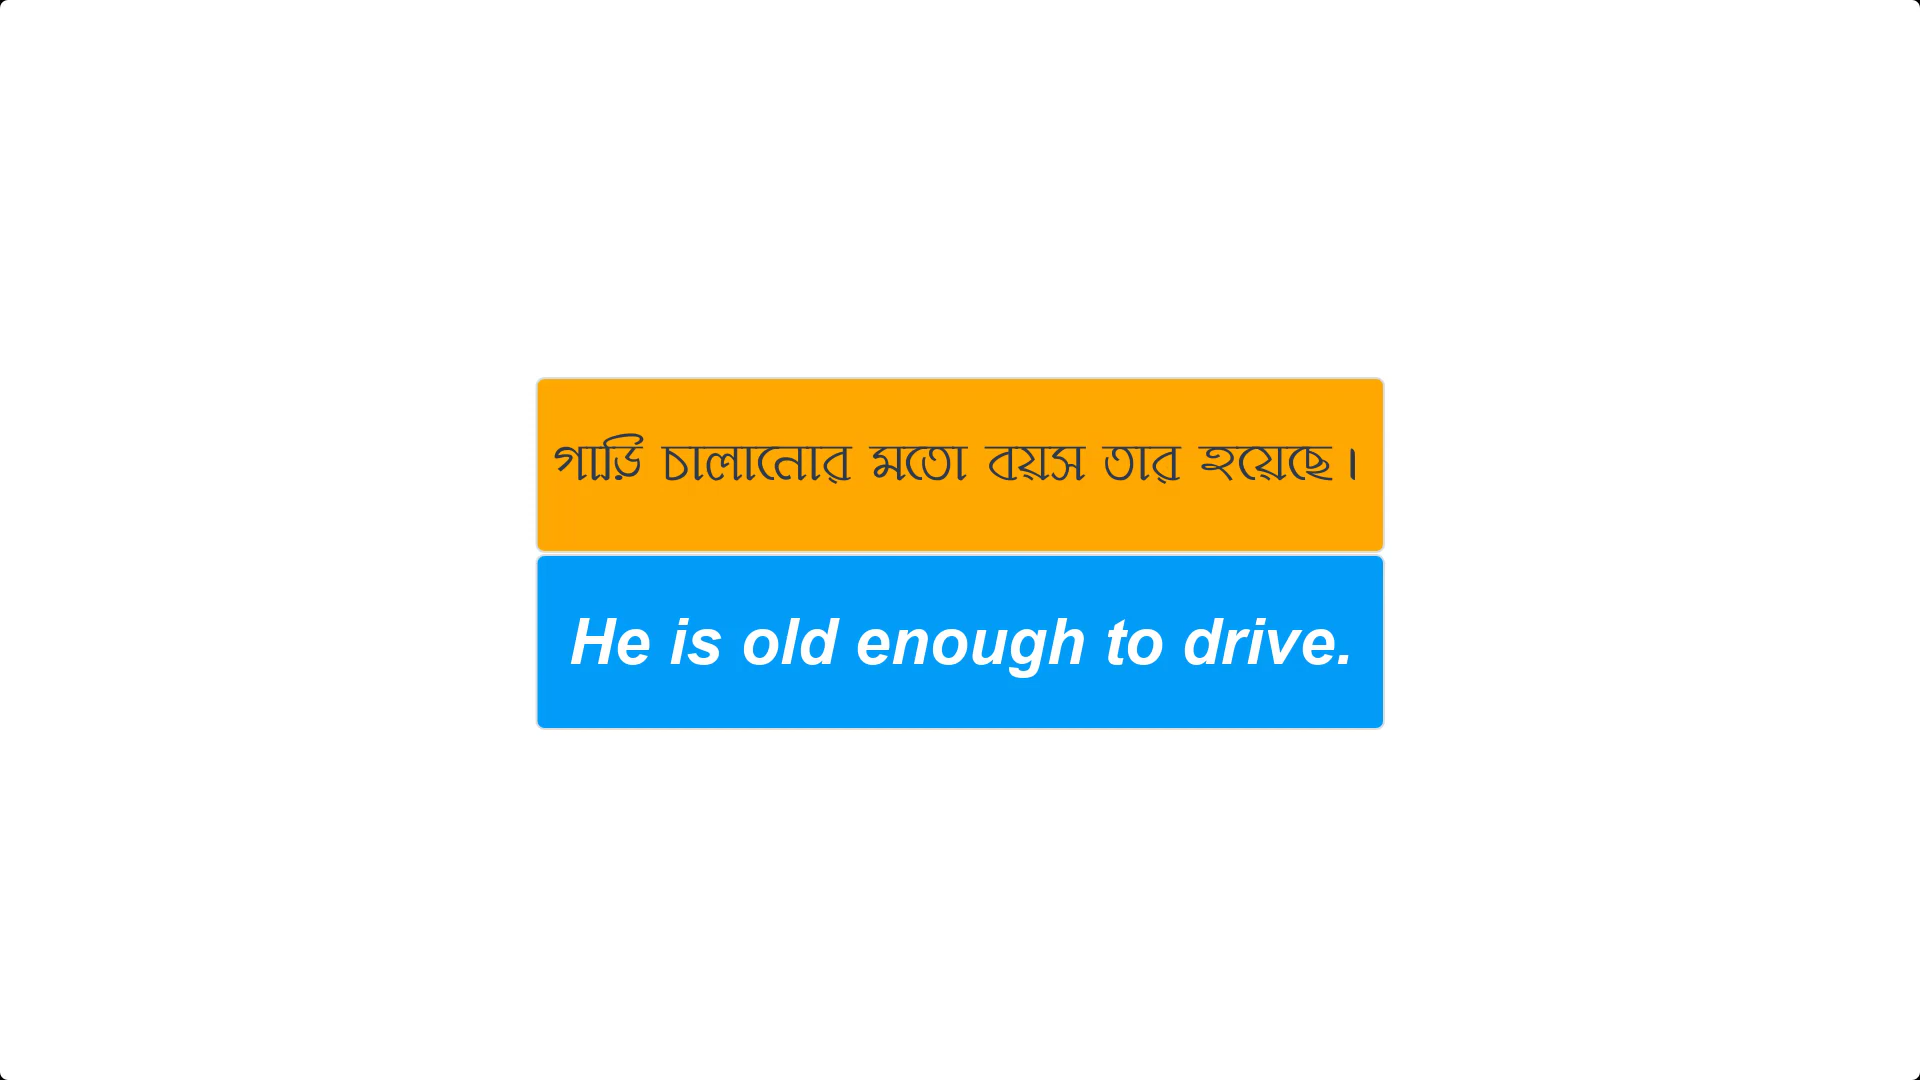 গাড়ি চালানোর মতো বয়স তার হয়েছে।
He is old enough to drive.